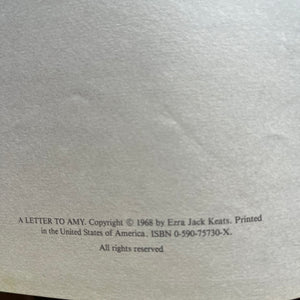 A LETTER TO AMY. Copyright © 1968 by Ezra Jack Keats. Printed
in the United States of America. ISBN 0-590-75730-X.
All rights reserved